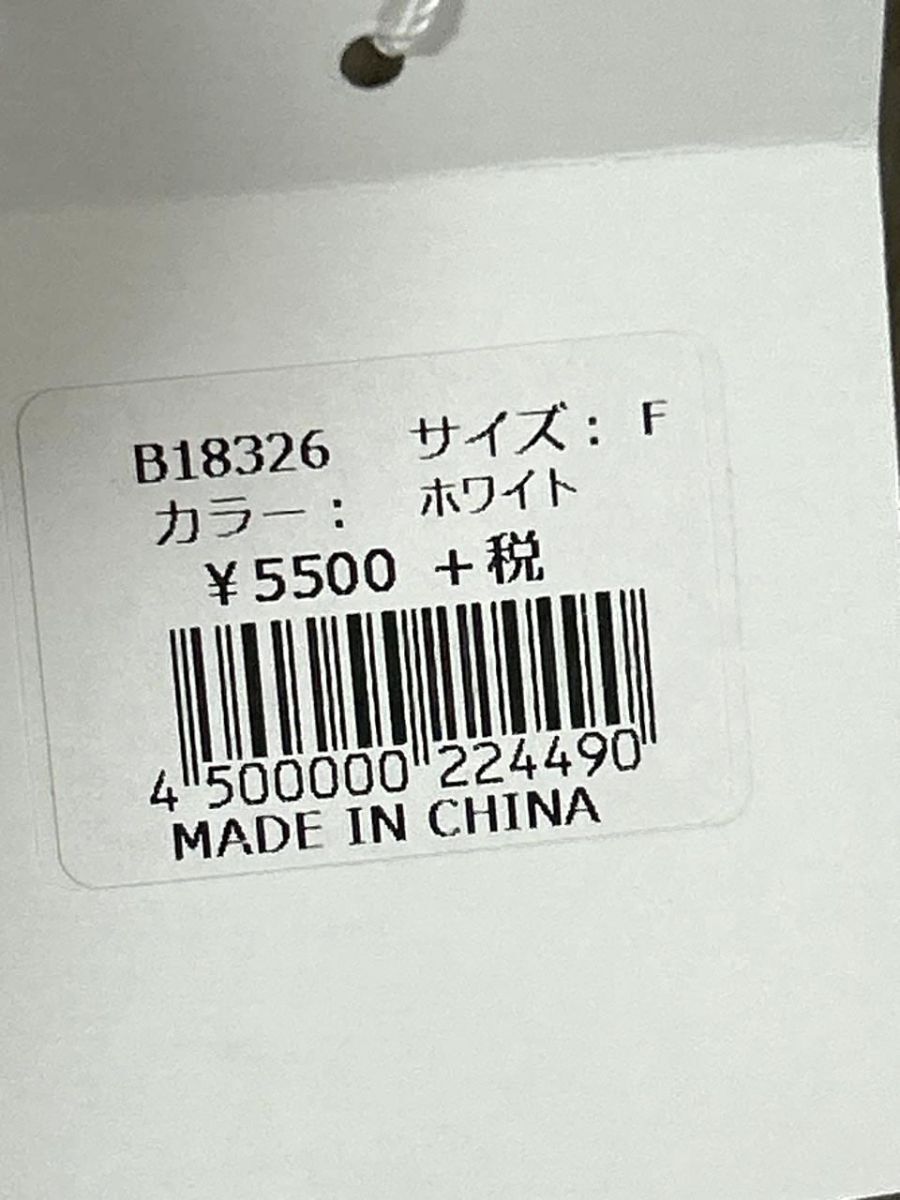 B18326 サイズ： F
カラー： ホワイト
¥5500 +税
4 500000 224490
MADE IN CHINA